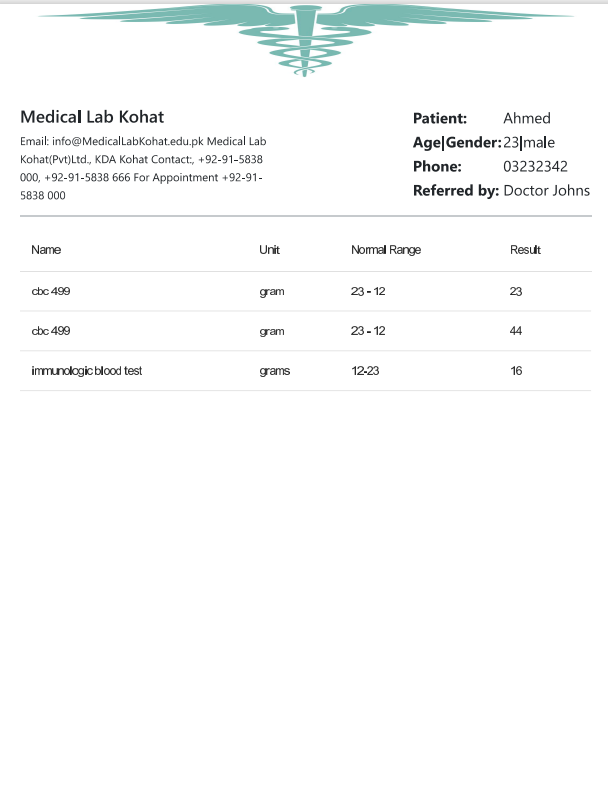 Medical Lab Kohat
Email: info@MedicalLabKohat.edu.pk Medical Lab
Kohat(Pvt)Ltd., KDA Kohat Contact:, +92-91-5838
000, +92-91-5838 666 For Appointment +92-91-
5838 000
Patient: Ahmed
Age|Gender: 23|male
Phone: 03232342
Referred by: Doctor Johns
Name Unit Normal Range Result
cbc 499 gram 23 - 12 23
cbc 499 gram 23 - 12 44
immunologic blood test grams 12-23 16